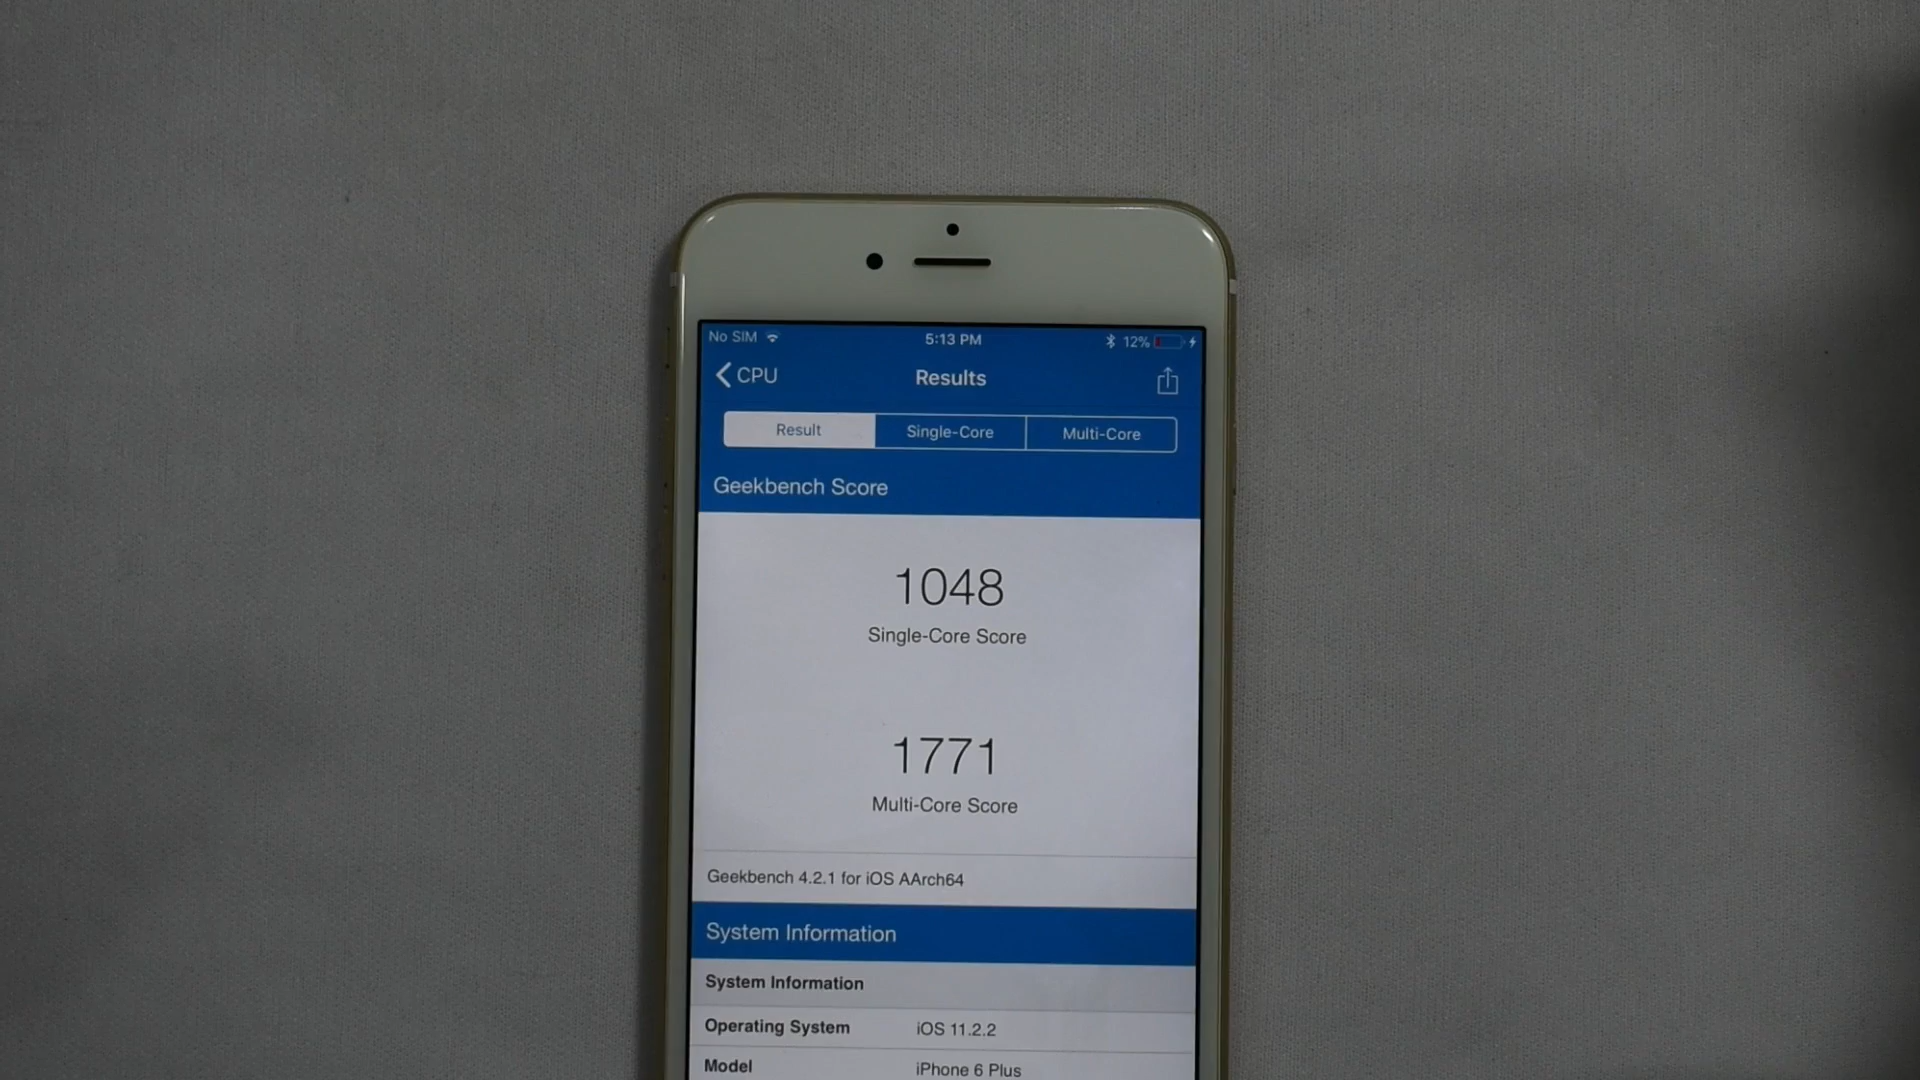 No SIM 5:13 PM 12%
CPU Results
Result Single-Core Multi-Core
Geekbench Score
1048
Single-Core Score
1771
Multi-Core Score
Geekbench 4.2.1 for iOS AArch64
System Information
System Information
Operating System iOS 11.2.2
Model iPhone 6 Plus